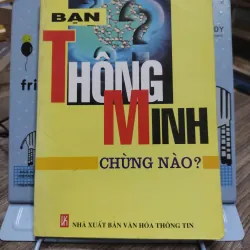 BẠN
THÔNG
MINH
CHỪNG NÀO?
NHÀ XUẤT BẢN VĂN HÓA THÔNG TIN